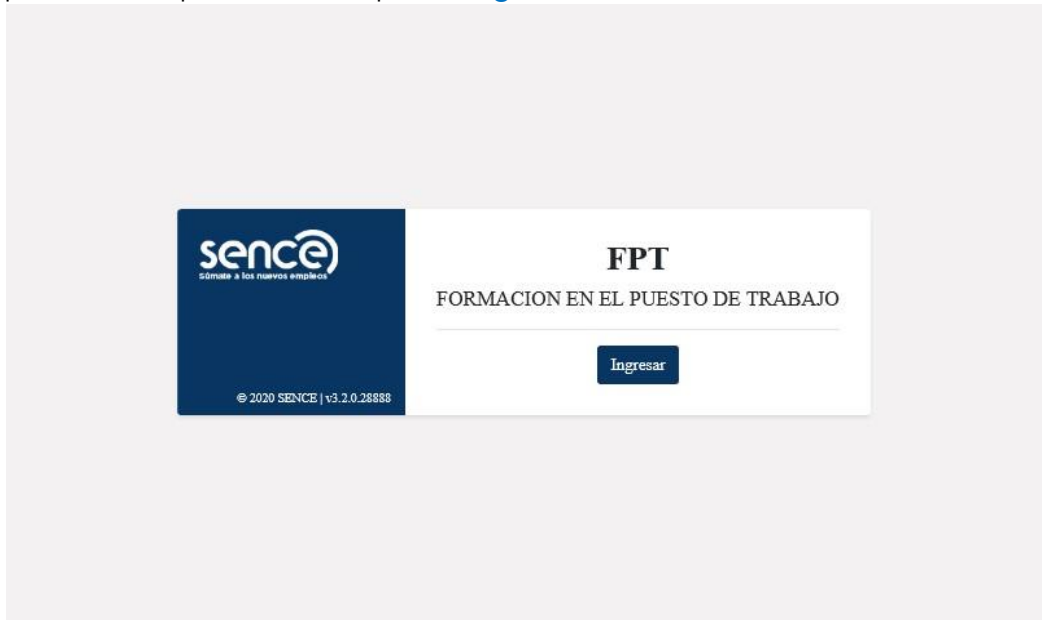 sence
Súmate a los nuevos empleos
FPT
FORMACION EN EL PUESTO DE TRABAJO
Ingresar
© 2020 SENCE | v3.2.0.28888